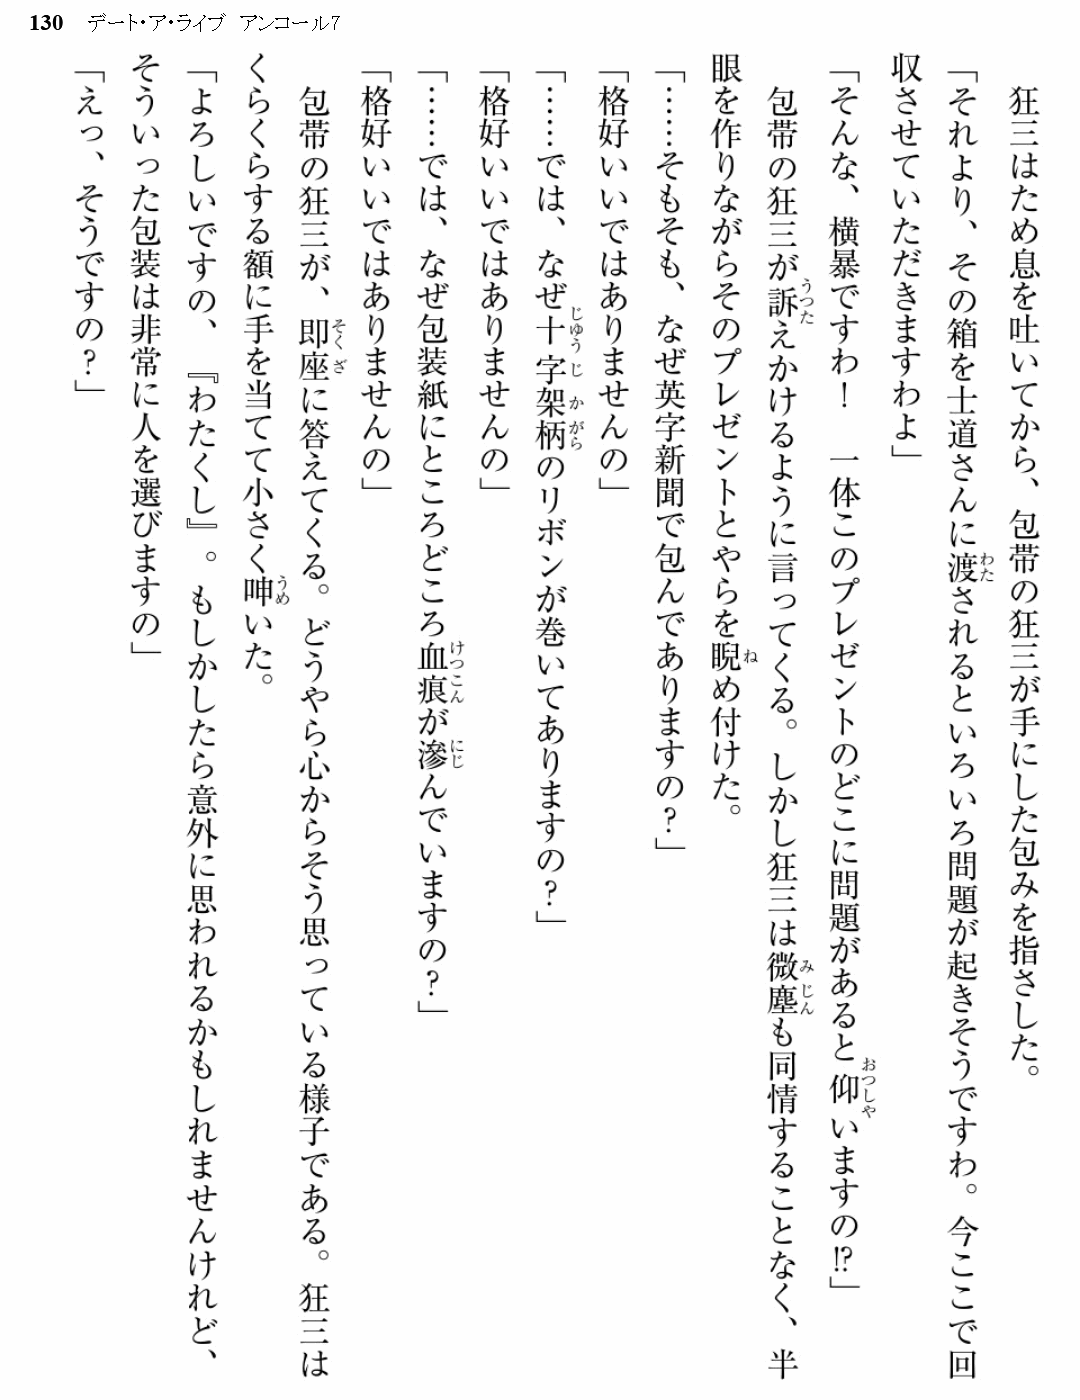 130 デート・ア・ライブ アンコール7
狂三はため息を吐いてから、包帯の狂三が手にした包みを指さした。
「それより、その箱を士道さんに渡されるといろいろ問題が起きそうですわ。今ここで回
収させていただきますわよ」
「そんな、横暴ですわ！　一体このプレゼントのどこに問題があると仰いますの!?」
包帯の狂三が訴えかけるように言ってくる。しかし狂三は微塵も同情することなく、半
眼を作りながらそのプレゼントとやらを睨め付けた。
「……そもそも、なぜ英字新聞で包んでありますの？」
「格好いいではありませんの」
「……では、なぜ十字架柄のリボンが巻いてありますの？」
「格好いいではありませんの」
「……では、なぜ包装紙にところどころ血痕が滲んでいますの？」
「格好いいではありませんの」
包帯の狂三が、即座に答えてくる。どうやら心からそう思っている様子である。狂三は
くらくらする額に手を当てて小さく呻いた。
「よろしいですの、『わたくし』。もしかしたら意外に思われるかもしれませんけれど、
そういった包装は非常に人を選びますの」
「えっ、そうですの？」